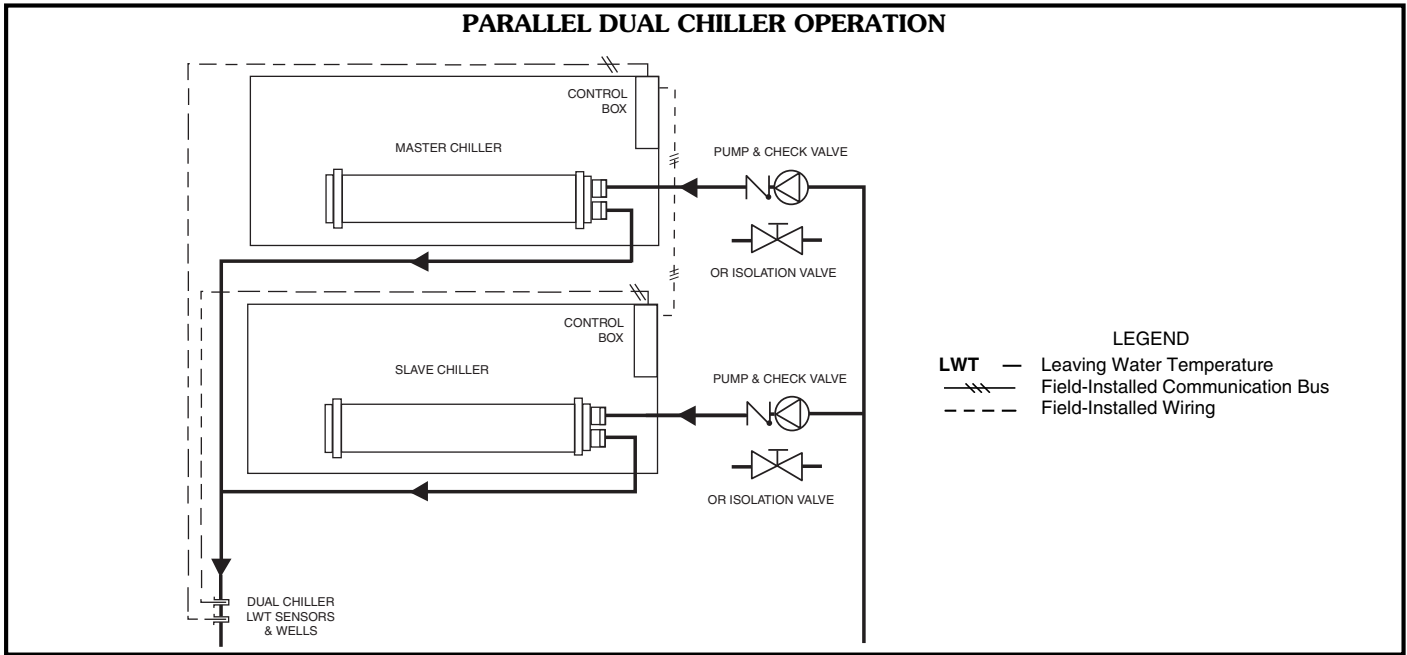 PARALLEL DUAL CHILLER OPERATION
CONTROL
BOX
MASTER CHILLER
PUMP & CHECK VALVE
OR ISOLATION VALVE
CONTROL
BOX
SLAVE CHILLER
PUMP & CHECK VALVE
OR ISOLATION VALVE
DUAL CHILLER
LWT SENSORS
& WELLS
LEGEND
LWT — Leaving Water Temperature
Field-Installed Communication Bus
Field-Installed Wiring